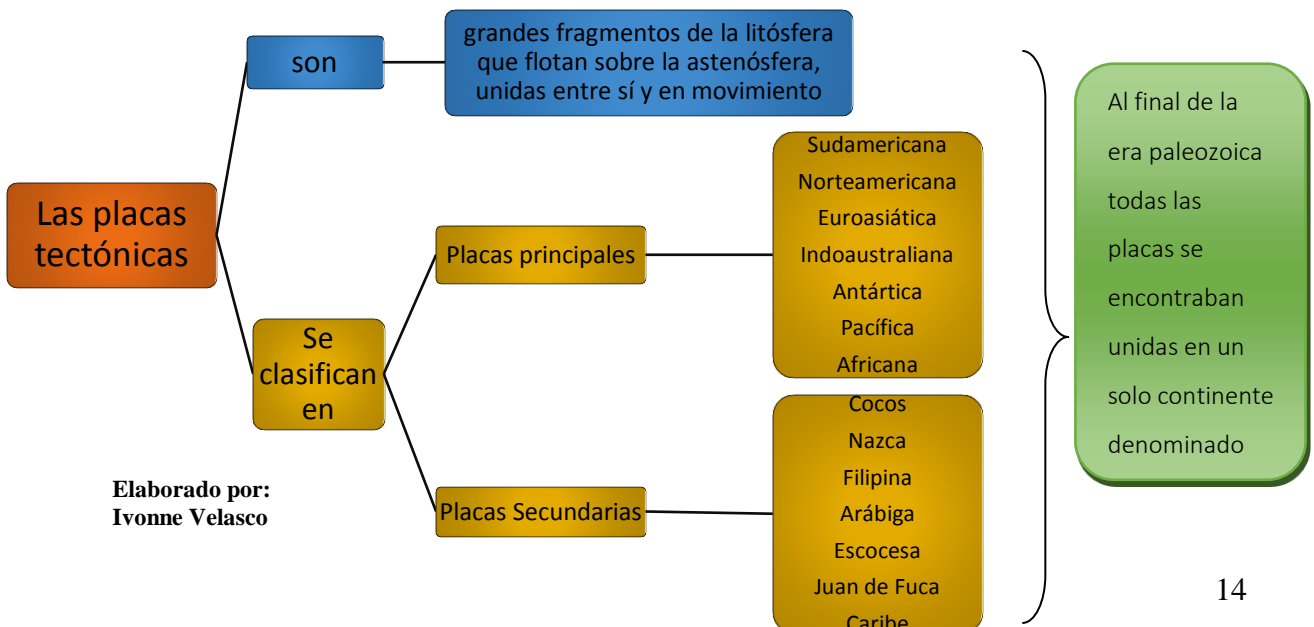 Las placas
tectónicas
son
grandes fragmentos de la litósfera
que flotan sobre la astenósfera,
unidas entre sí y en movimiento
Se
clasifican
en
Placas principales
Sudamericana
Norteamericana
Euroasiática
Indoaustraliana
Antártica
Pacífica
Africana
Placas Secundarias
Cocos
Nazca
Filipina
Arábiga
Escocesa
Juan de Fuca
Caribe
Al final de la
era paleozoica
todas las
placas se
encontraban
unidas en un
solo continente
denominado
Elaborado por:
Ivonne Velasco
14